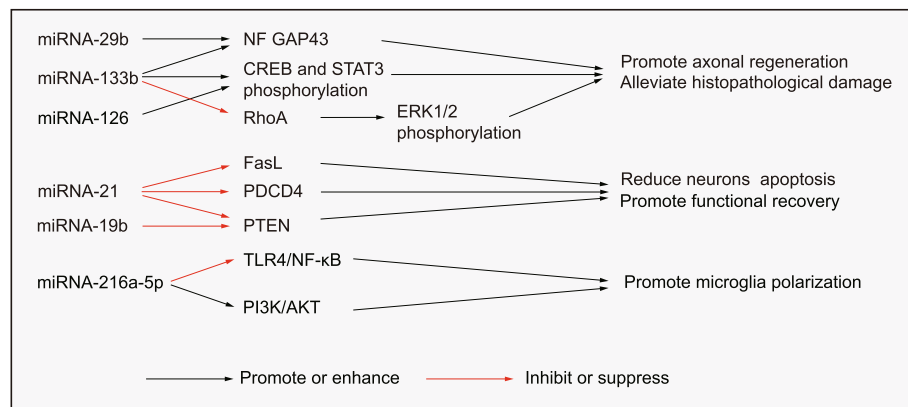 miRNA-29b
NF GAP43
miRNA-133b
CREB and STAT3
phosphorylation
miRNA-126
RhoA
ERK1/2
phosphorylation
Promote axonal regeneration
Alleviate histopathological damage
FasL
miRNA-21
PDCD4
miRNA-19b
PTEN
Reduce neurons apoptosis
Promote functional recovery
TLR4/NF-κB
miRNA-216a-5p
PI3K/AKT
Promote microglia polarization
Promote or enhance
Inhibit or suppress